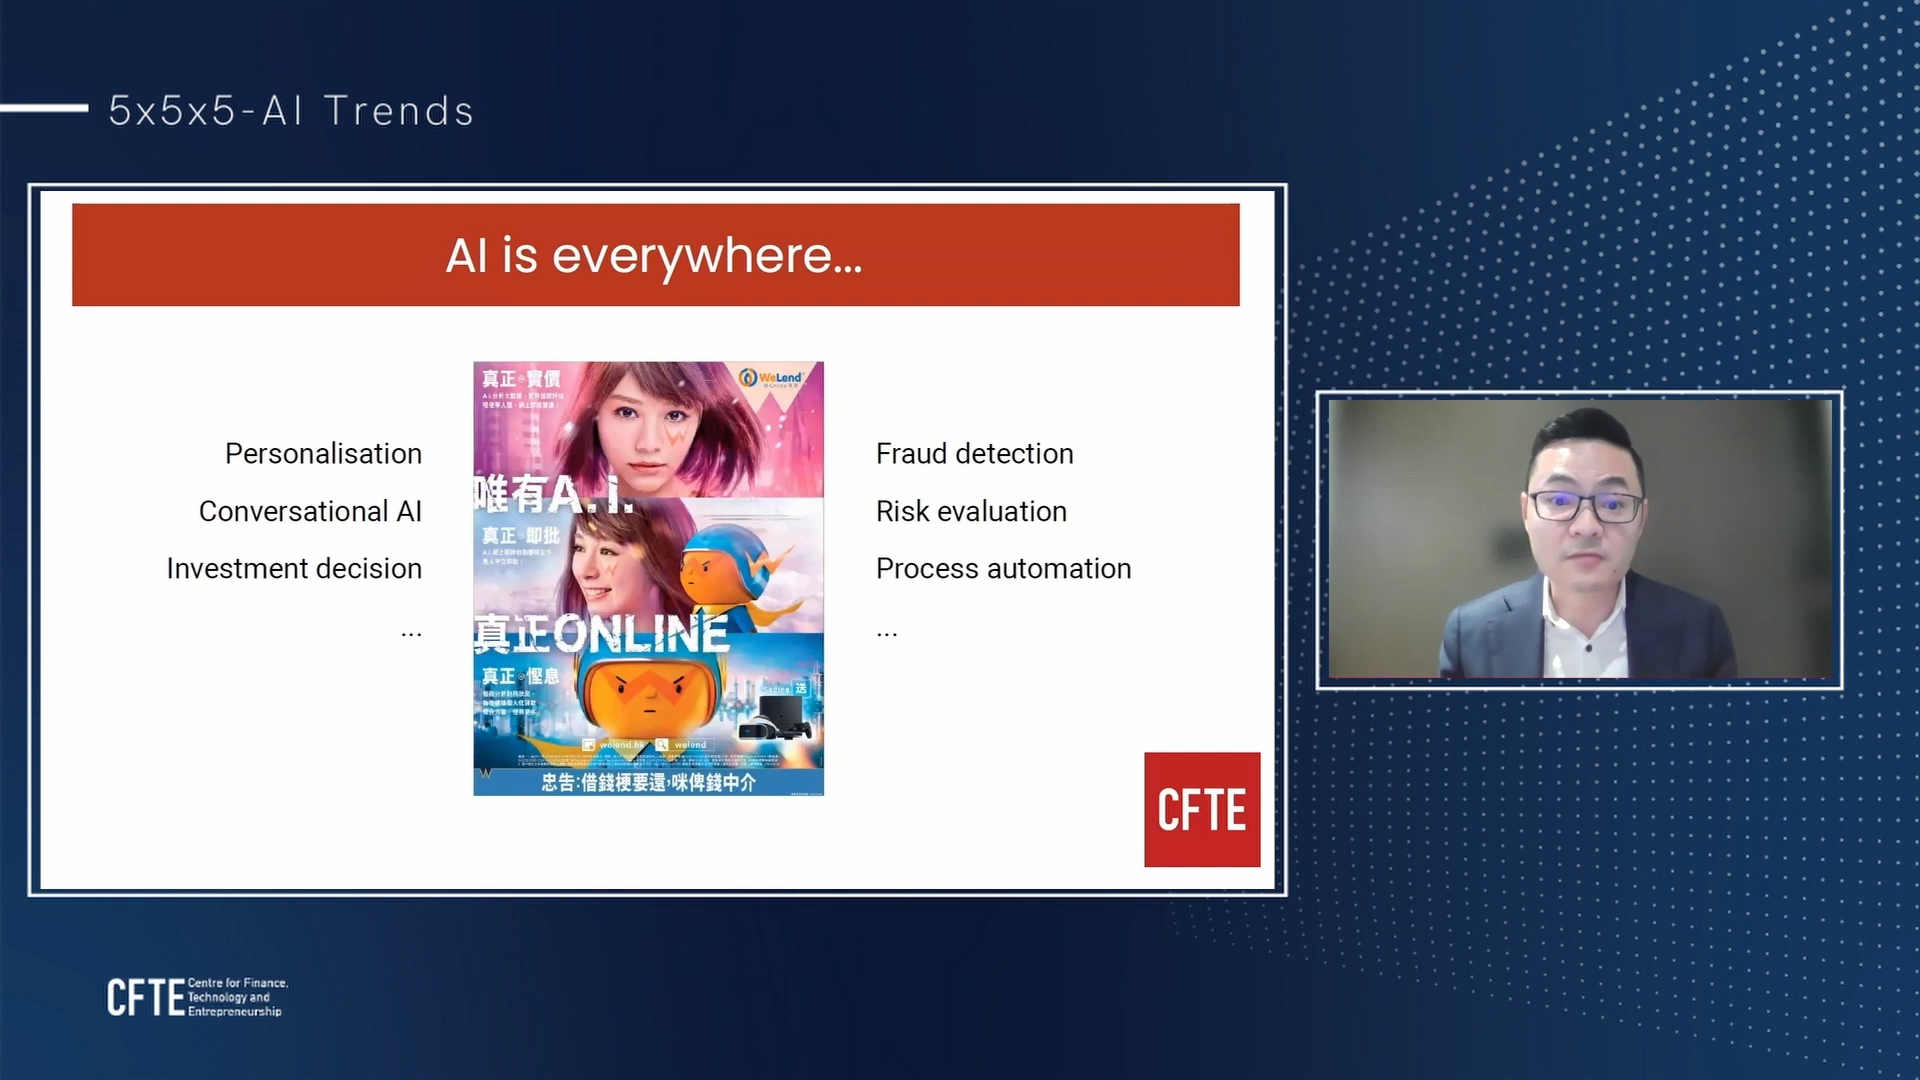 5x5x5-AI Trends
AI is everywhere...
Personalisation
Conversational AI
Investment decision
...
真正 實價
WeLend
唯有A.I.
真正 即批
真正ONLINE
真正 慳息
送
welend.hk
welend
忠告:借錢梗要還,咪俾錢中介
Fraud detection
Risk evaluation
Process automation
...
CFTE
CFTE
Centre for Finance,
Technology and
Entrepreneurship